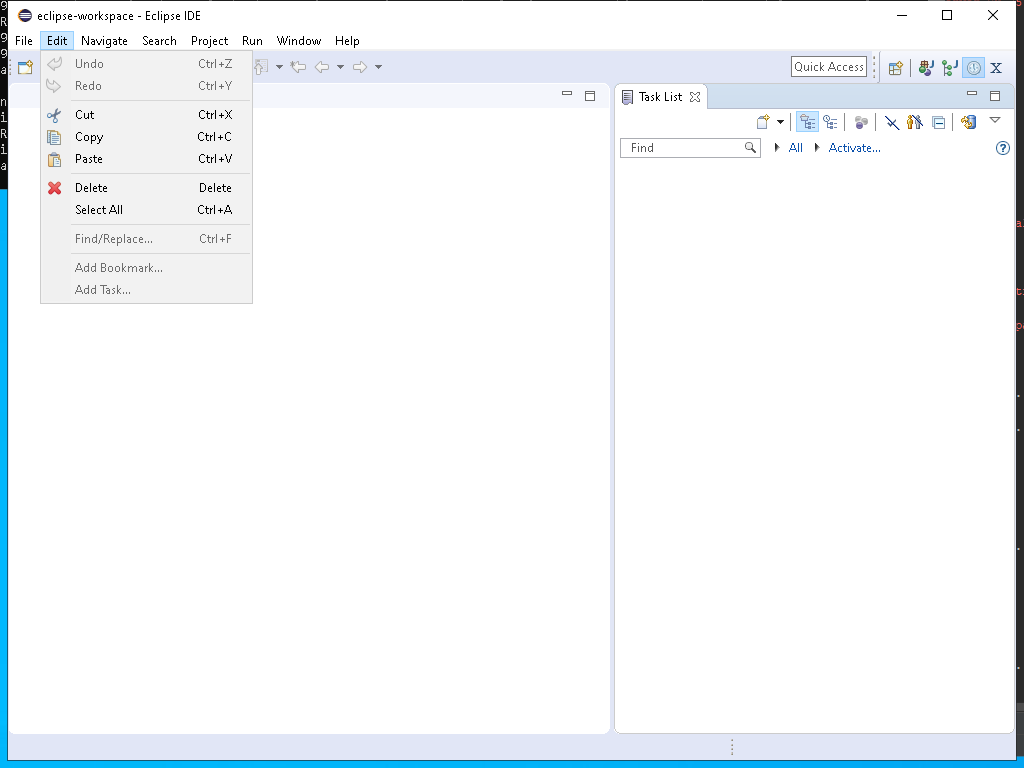 eclipse-workspace - Eclipse IDE
File Edit Navigate Search Project Run Window Help
Quick Access
Undo Ctrl+Z
Redo Ctrl+Y
Cut Ctrl+X
Copy Ctrl+C
Paste Ctrl+V
Delete Delete
Select All Ctrl+A
Find/Replace... Ctrl+F
Add Bookmark...
Add Task...
Task List
Find
All
Activate...